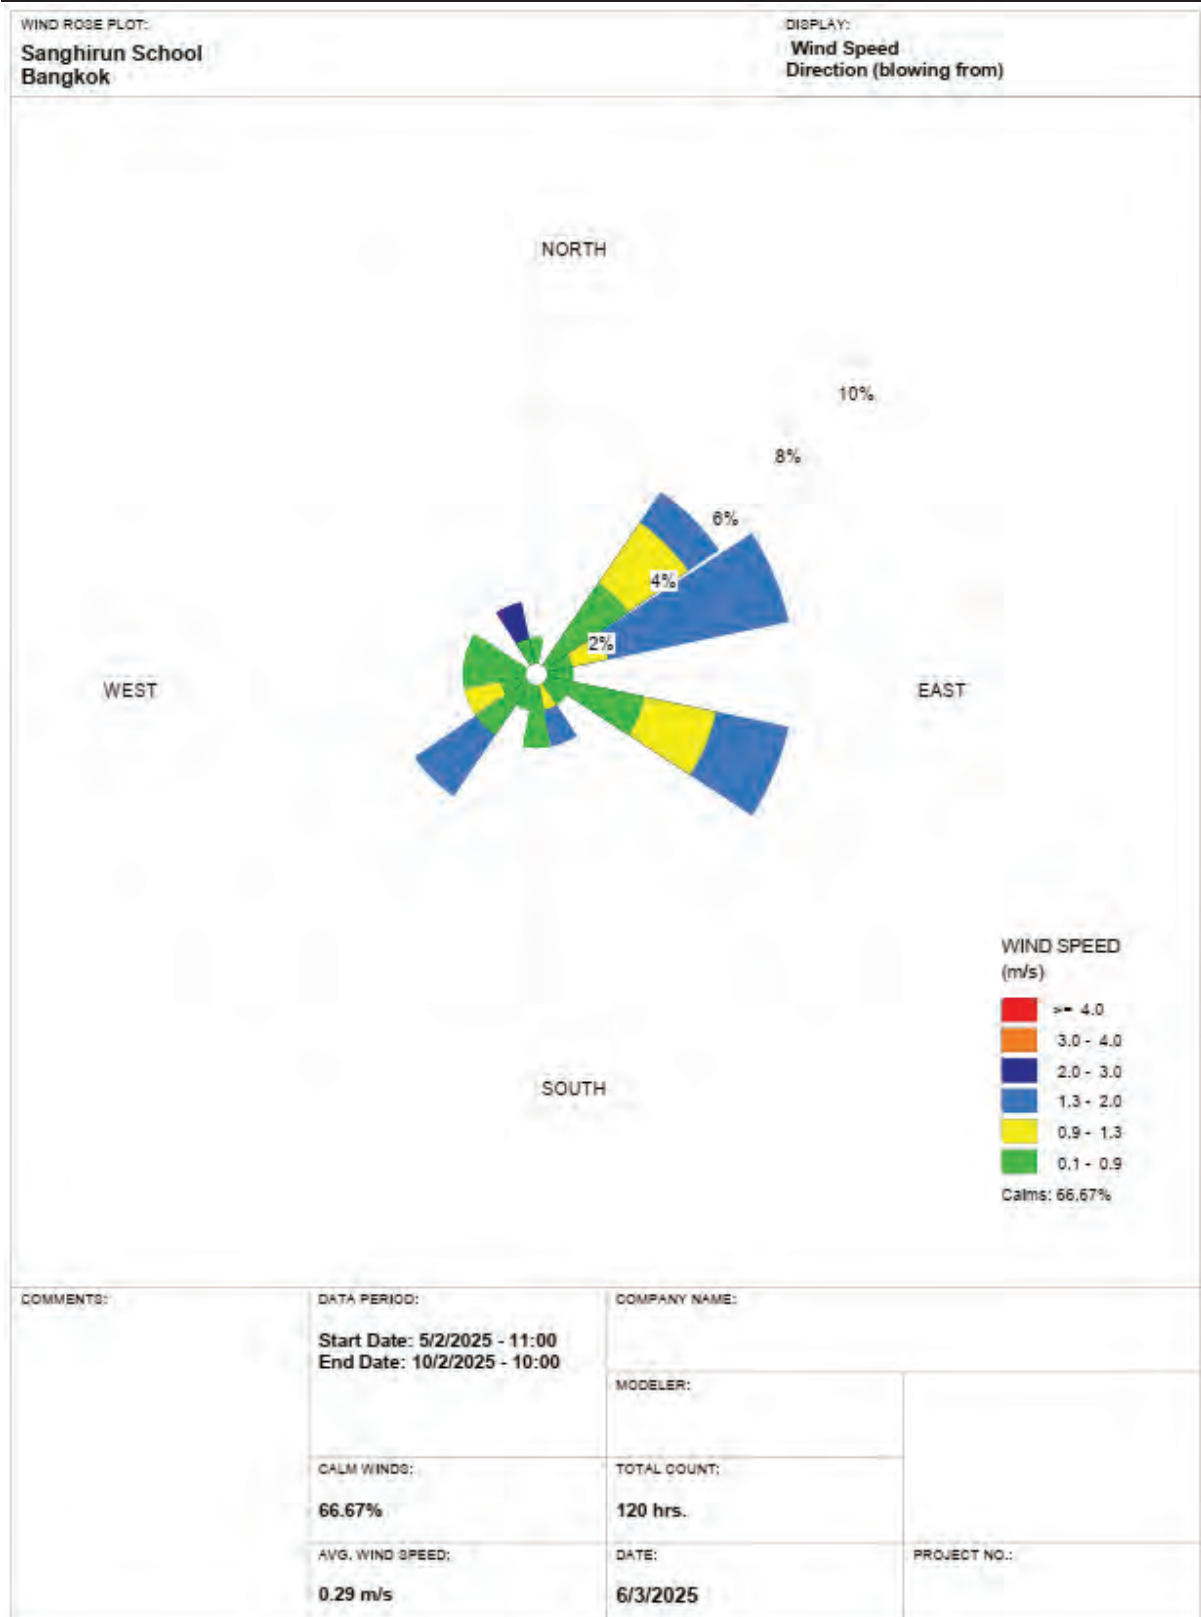 WIND ROSE PLOT:
Sanghirun School
Bangkok
DISPLAY:
Wind Speed
Direction (blowing from)
NORTH
10%
8%
6%
4%
2%
WEST
EAST
SOUTH
WIND SPEED
(m/s)
>= 4.0
3.0 - 4.0
2.0 - 3.0
1.3 - 2.0
0.9 - 1.3
0.1 - 0.9
Calms: 66.67%
COMMENTS:
DATA PERIOD:
Start Date: 5/2/2025 - 11:00
End Date: 10/2/2025 - 10:00
COMPANY NAME:
MODELER:
CALM WINDS:
66.67%
TOTAL COUNT:
120 hrs.
AVG. WIND SPEED:
0.29 m/s
DATE:
6/3/2025
PROJECT NO.: